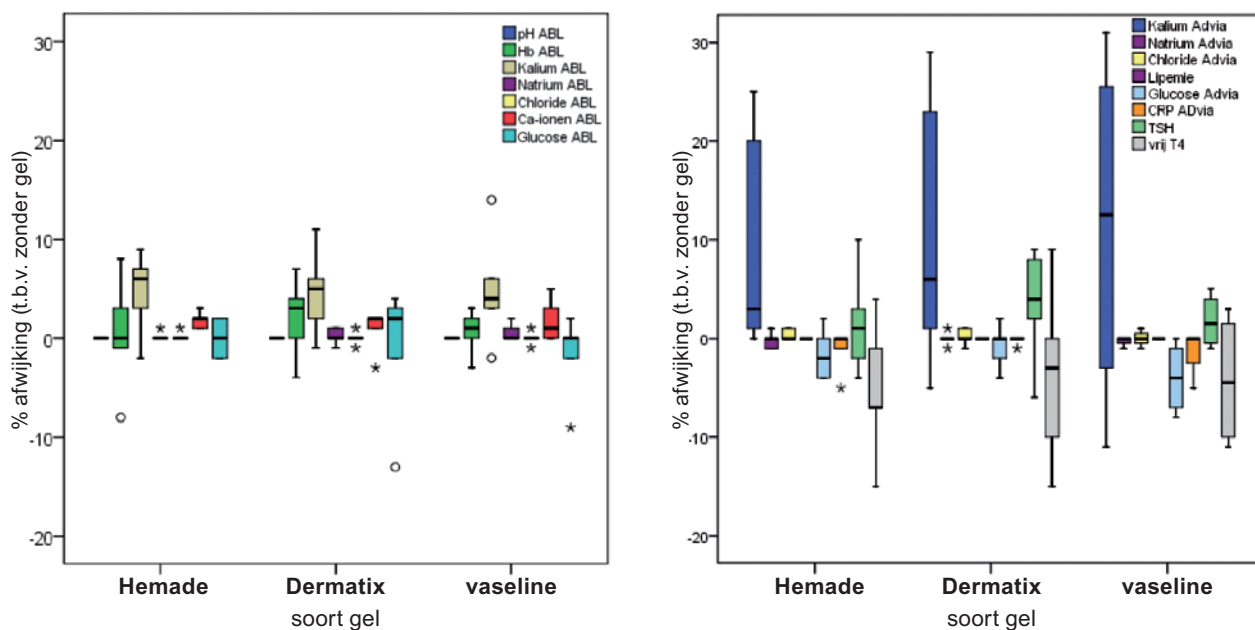 30
20
10
0
-10
-20
% afwijking (t.b.v. zonder gel)
pH ABL
Hb ABL
Kalium ABL
Natrium ABL
Chloride ABL
Ca-ionen ABL
Glucose ABL
Hemade
Dermatix
vaseline
soort gel
30
20
10
0
-10
-20
% afwijking (t.b.v. zonder gel)
Kalium Advia
Natrium Advia
Chloride Advia
Lipemie
Glucose Advia
CRP ADvia
TSH
vrij T4
Hemade
Dermatix
vaseline
soort gel